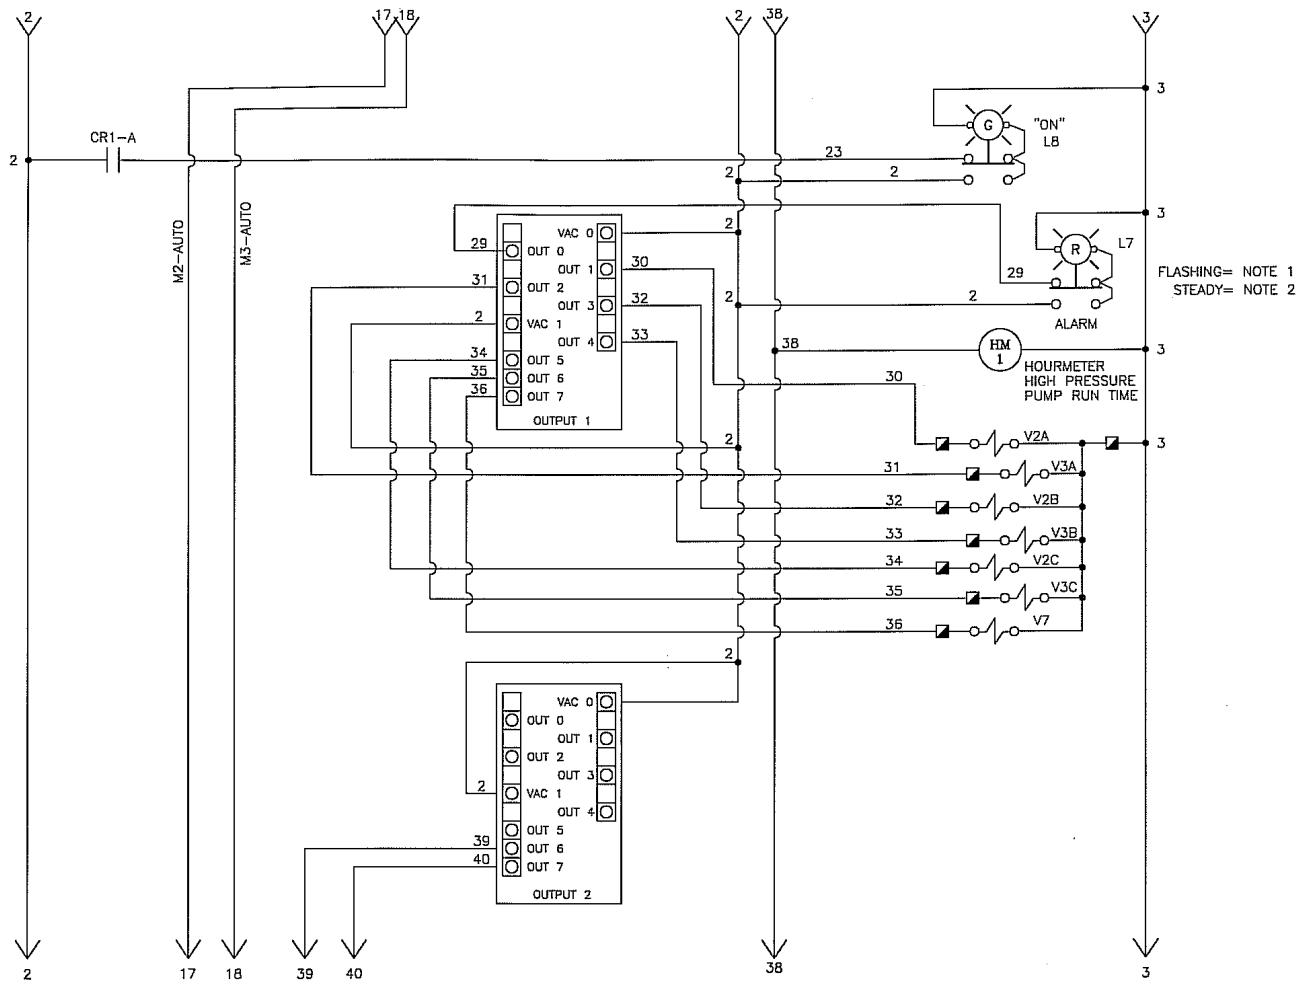 2
17
18
2
38
3
3
CR1-A
G
"ON"
L8
2
23
2
2
3
M2-AUTO
M3-AUTO
VAC 0
2
29
OUT 0
R
L7
OUT 1
30
29
FLASHING= NOTE 1
STEADY= NOTE 2
31
OUT 2
OUT 3
32
2
2
2
VAC 1
ALARM
OUT 4
33
38
HM
1
3
34
OUT 5
HOURMETER
HIGH PRESSURE
PUMP RUN TIME
35
OUT 6
30
36
OUT 7
OUTPUT 1
2
V2A
3
31
V3A
32
V2B
33
V3B
34
V2C
35
V3C
36
V7
2
VAC 0
OUT 0
OUT 1
OUT 2
OUT 3
2
VAC 1
OUT 4
OUT 5
39
OUT 6
40
OUT 7
OUTPUT 2
2
17
18
39
40
38
3